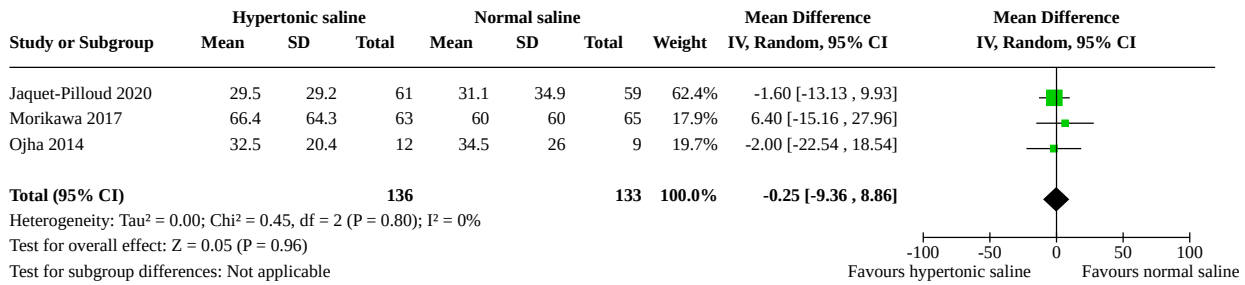 Hypertonic saline Normal saline Mean Difference Mean Difference
Study or Subgroup Mean SD Total Mean SD Total Weight IV, Random, 95% CI IV, Random, 95% CI
Jaquet-Pilloud 2020 29.5 29.2 61 31.1 34.9 59 62.4% -1.60 [-13.13 , 9.93]
Morikawa 2017 66.4 64.3 63 60 60 65 17.9% 6.40 [-15.16 , 27.96]
Ojha 2014 32.5 20.4 12 34.5 26 9 19.7% -2.00 [-22.54 , 18.54]
Total (95% CI) 136 133 100.0% -0.25 [-9.36 , 8.86]
Heterogeneity: Tau² = 0.00; Chi² = 0.45, df = 2 (P = 0.80); I² = 0%
Test for overall effect: Z = 0.05 (P = 0.96)
Test for subgroup differences: Not applicable
-100 -50 0 50 100
Favours hypertonic saline Favours normal saline